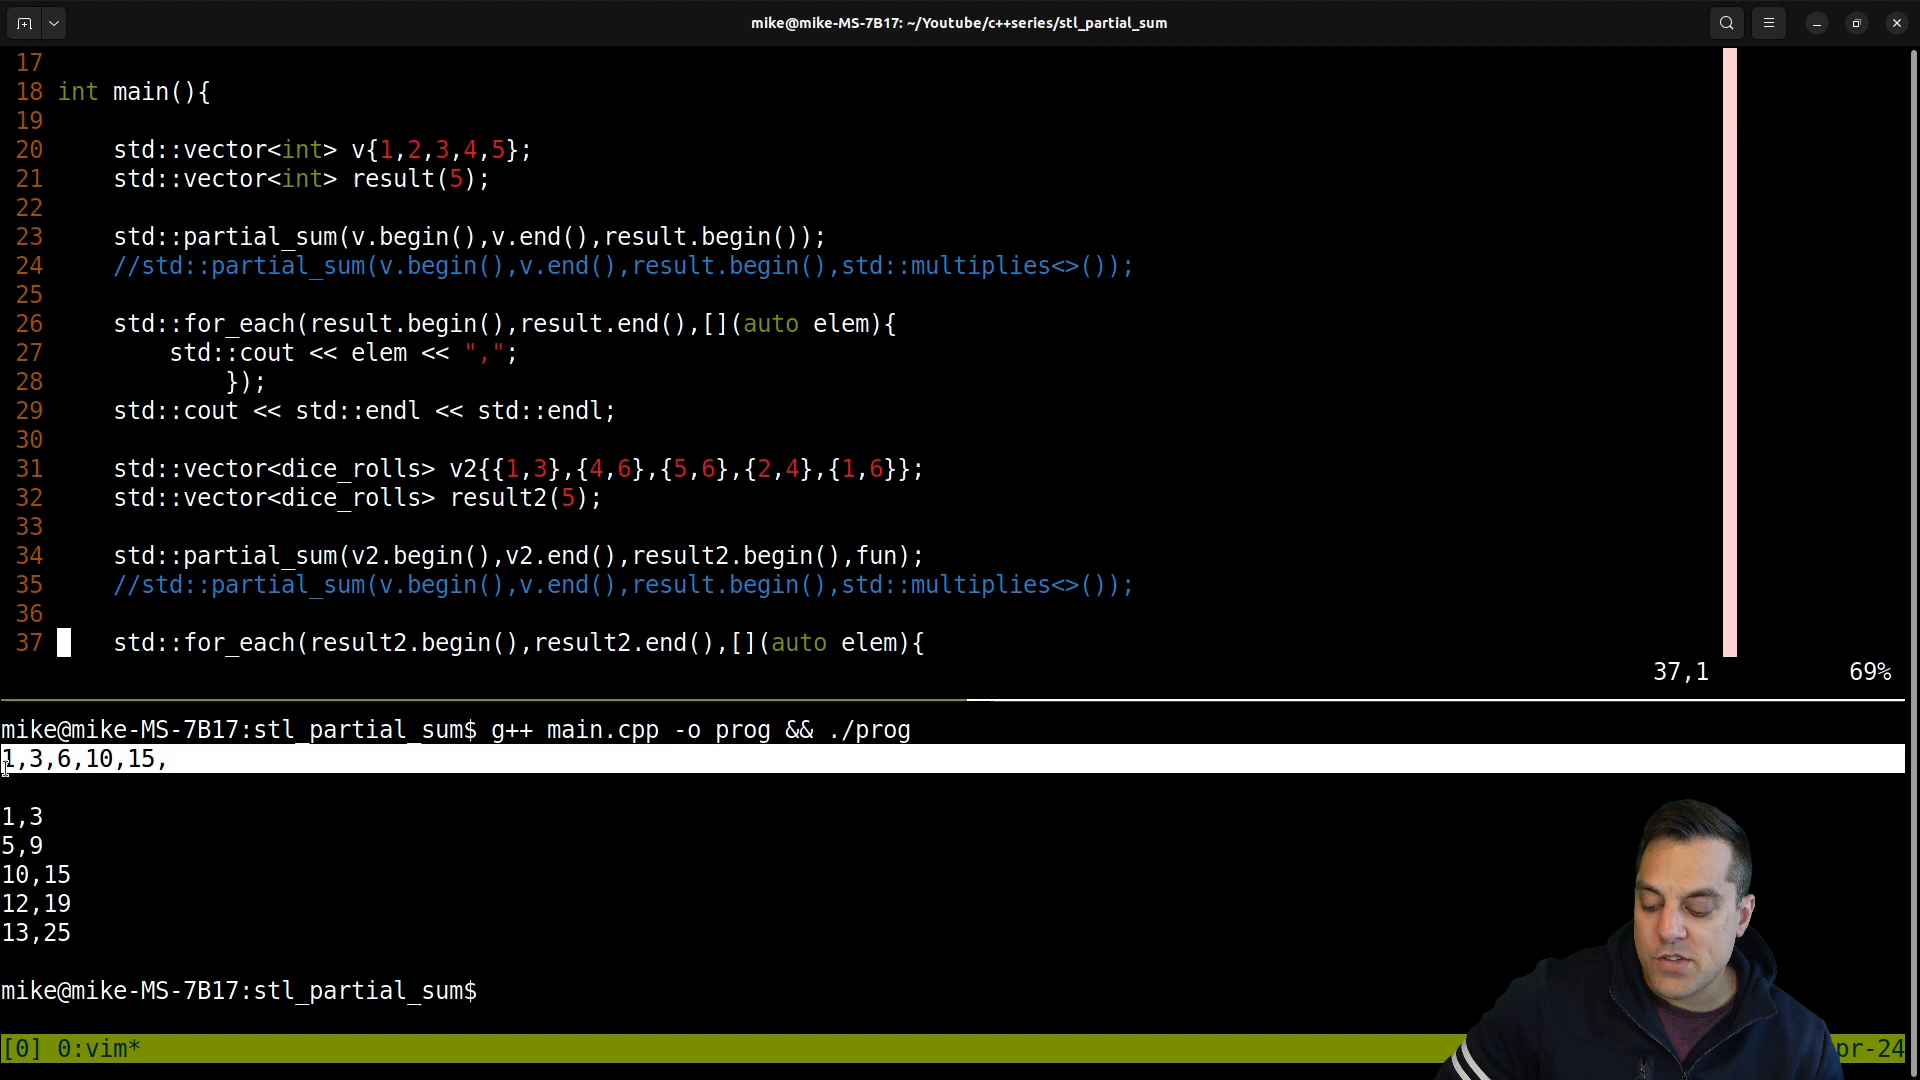 mike@mike-MS-7B17: ~/Youtube/c++series/stl_partial_sum
17
18 int main(){
19
20     std::vector<int> v{1,2,3,4,5};
21     std::vector<int> result(5);
22
23     std::partial_sum(v.begin(),v.end(),result.begin());
24     //std::partial_sum(v.begin(),v.end(),result.begin(),std::multiplies<>());
25
26     std::for_each(result.begin(),result.end(),[](auto elem){
27         std::cout << elem << ",";
28             });
29     std::cout << std::endl << std::endl;
30
31     std::vector<dice_rolls> v2{{1,3},{4,6},{5,6},{2,4},{1,6}};
32     std::vector<dice_rolls> result2(5);
33
34     std::partial_sum(v2.begin(),v2.end(),result2.begin(),fun);
35     //std::partial_sum(v.begin(),v.end(),result.begin(),std::multiplies<>());
36
37     std::for_each(result2.begin(),result2.end(),[](auto elem){
37,1 69%
mike@mike-MS-7B17:stl_partial_sum$ g++ main.cpp -o prog && ./prog
1,3,6,10,15,
1,3
5,9
10,15
12,19
13,25
mike@mike-MS-7B17:stl_partial_sum$
[0] 0:vim* pr-24